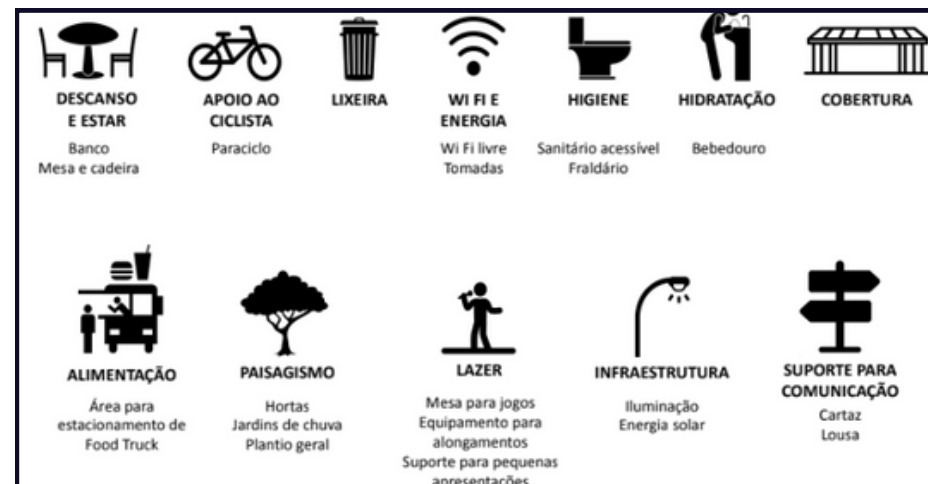 DESCANSO
E ESTAR
Banco
Mesa e cadeira
APOIO AO
CICLISTA
Paraciclo
LIXEIRA
WI FI E
ENERGIA
Wi Fi livre
Tomadas
HIGIENE
Sanitário acessível
Fraldário
HIDRATAÇÃO
Bebedouro
COBERTURA
ALIMENTAÇÃO
Área para
estacionamento de
Food Truck
PAISAGISMO
Hortas
Jardins de chuva
Plantio geral
LAZER
Mesa para jogos
Equipamento para
alongamentos
Suporte para pequenas
apresentações
INFRAESTRUTURA
Iluminação
Energia solar
SUPORTE PARA
COMUNICAÇÃO
Cartaz
Lousa